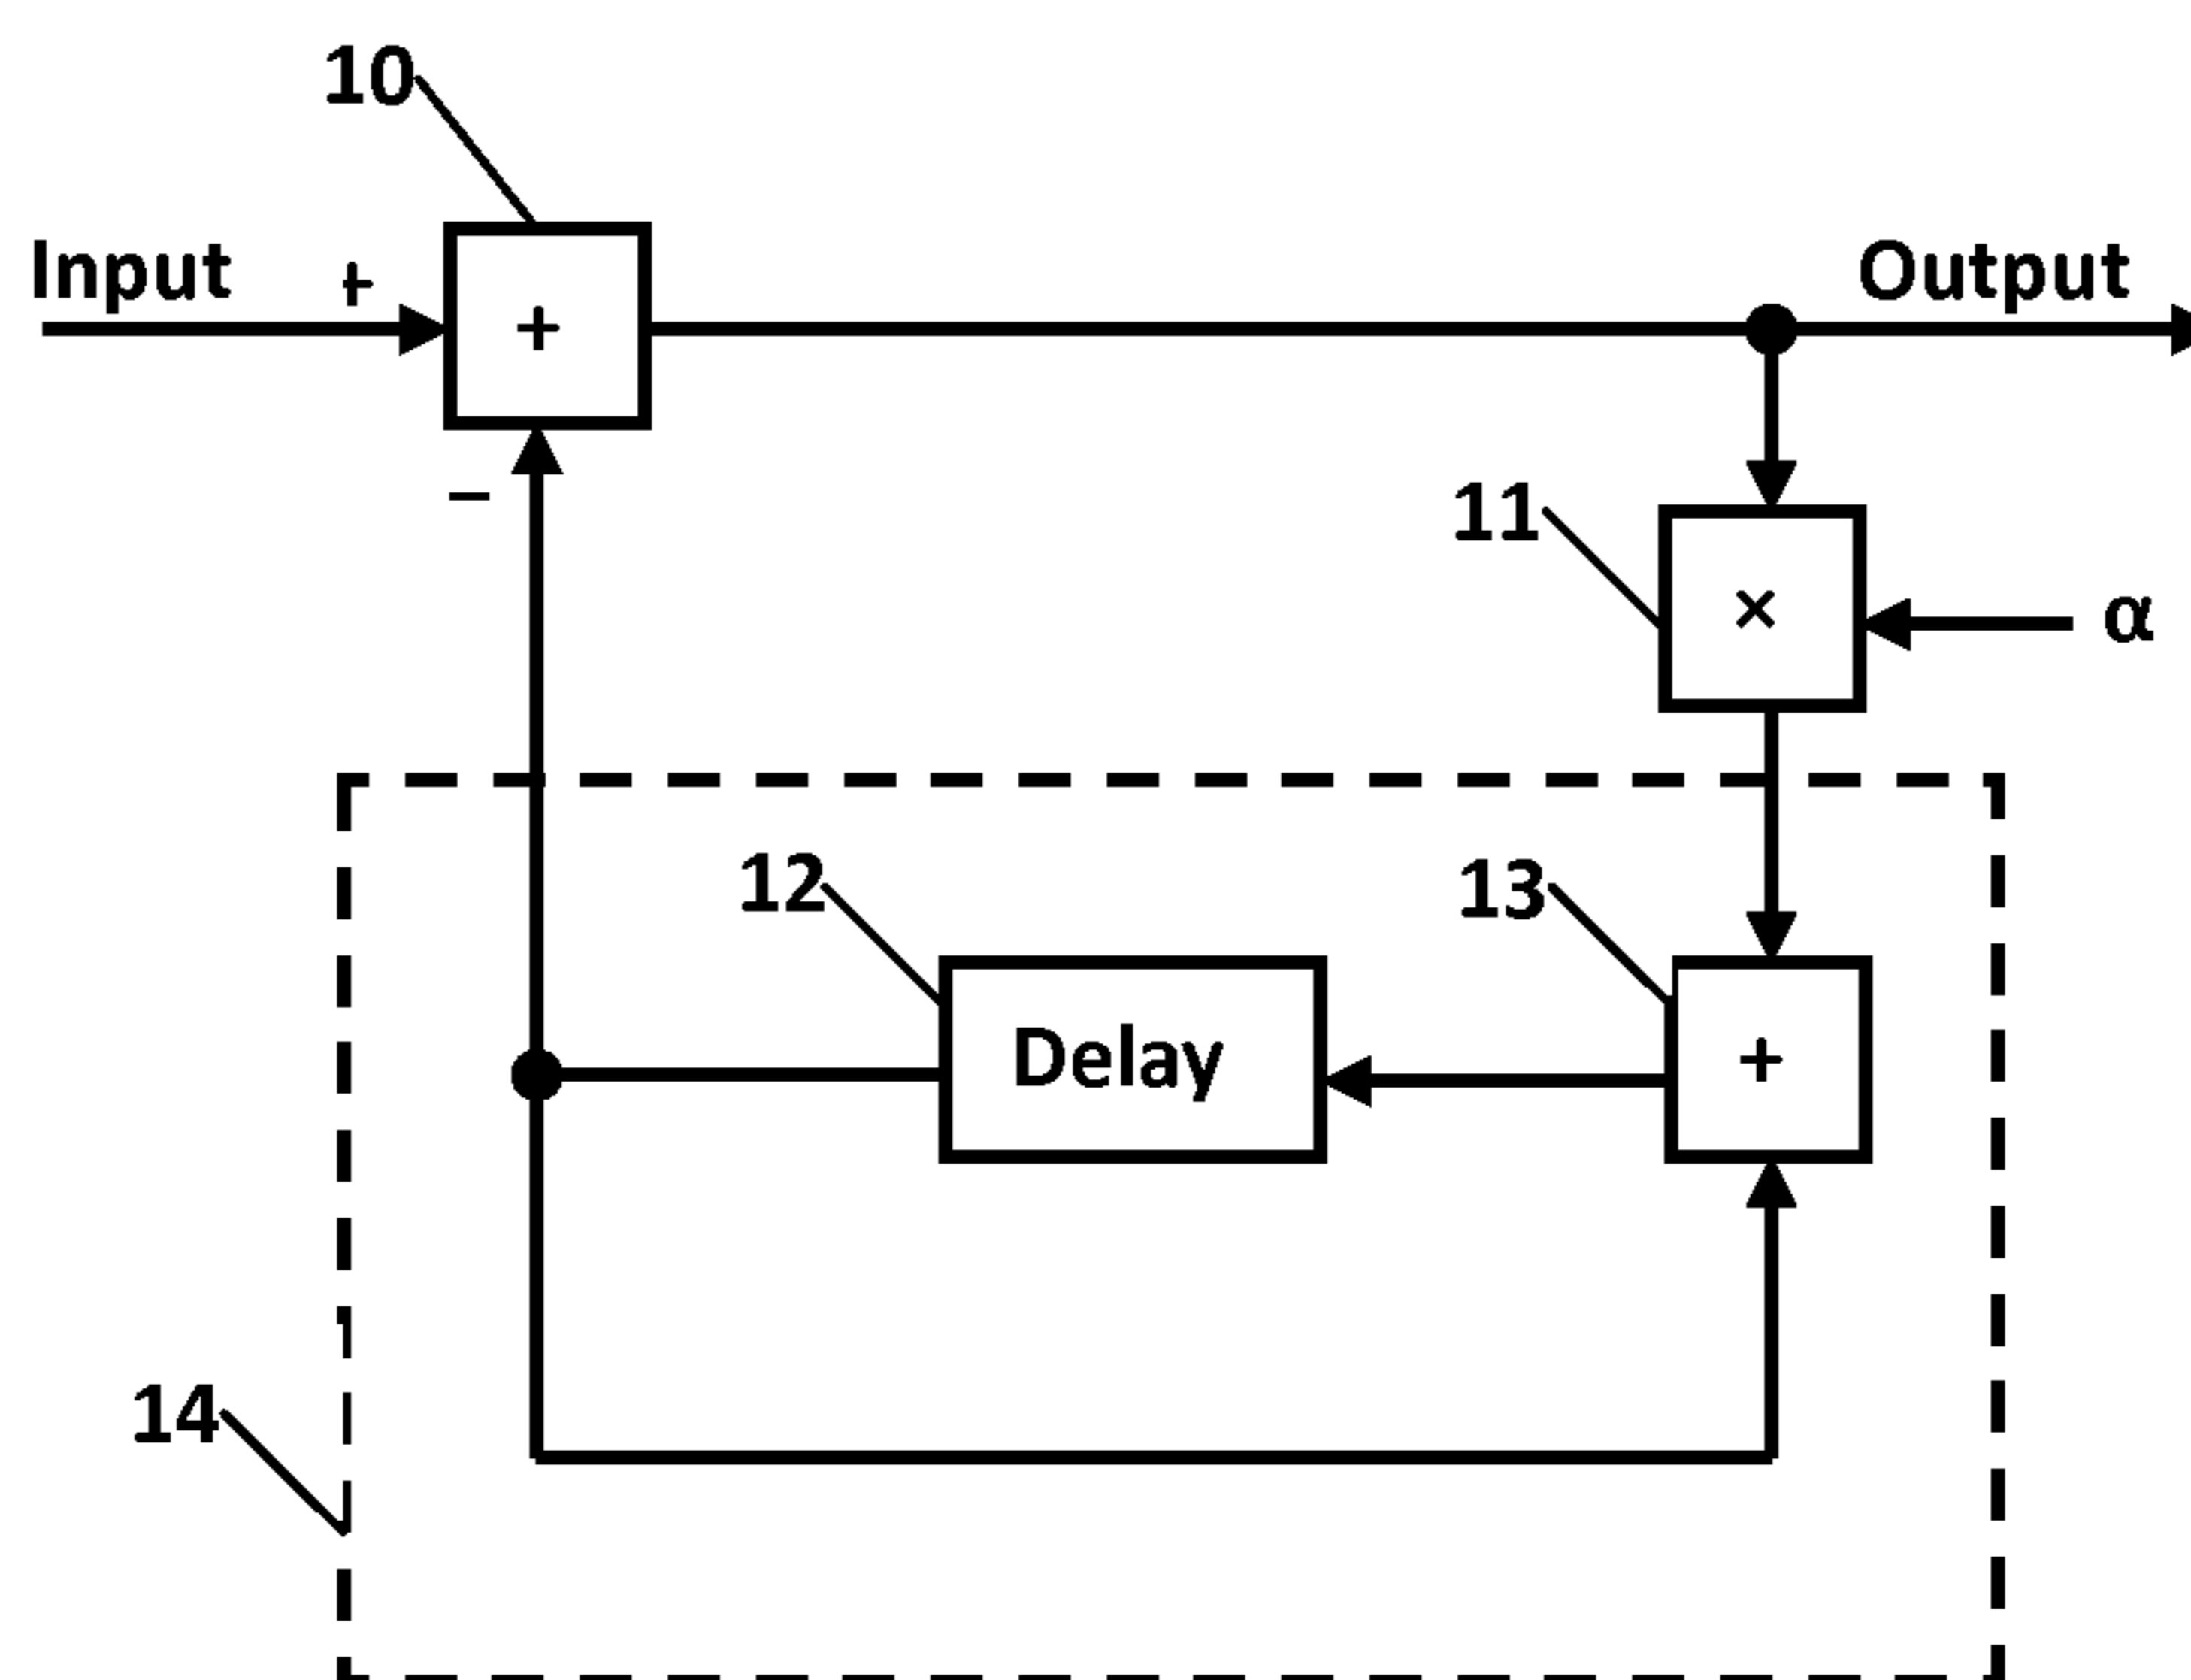 10
Input
+
+
Output
−
11
×
α
12
13
Delay
+
14